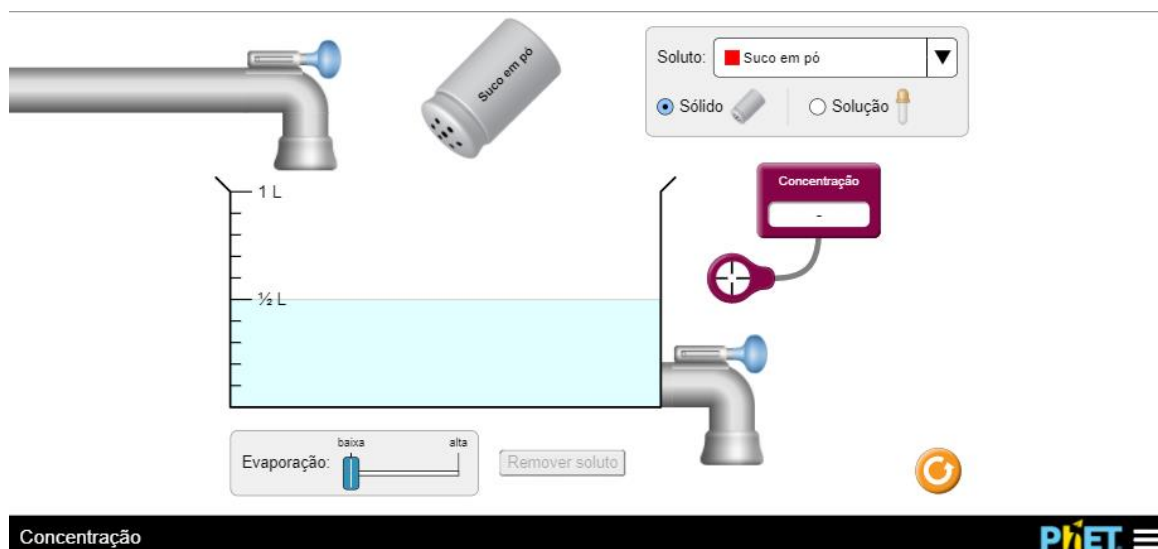 Suco em pó
Soluto: Suco em pó
Sólido
Solução
Concentração
-
1 L
½ L
baixa
alta
Evaporação:
Remover soluto
Concentração
PhET